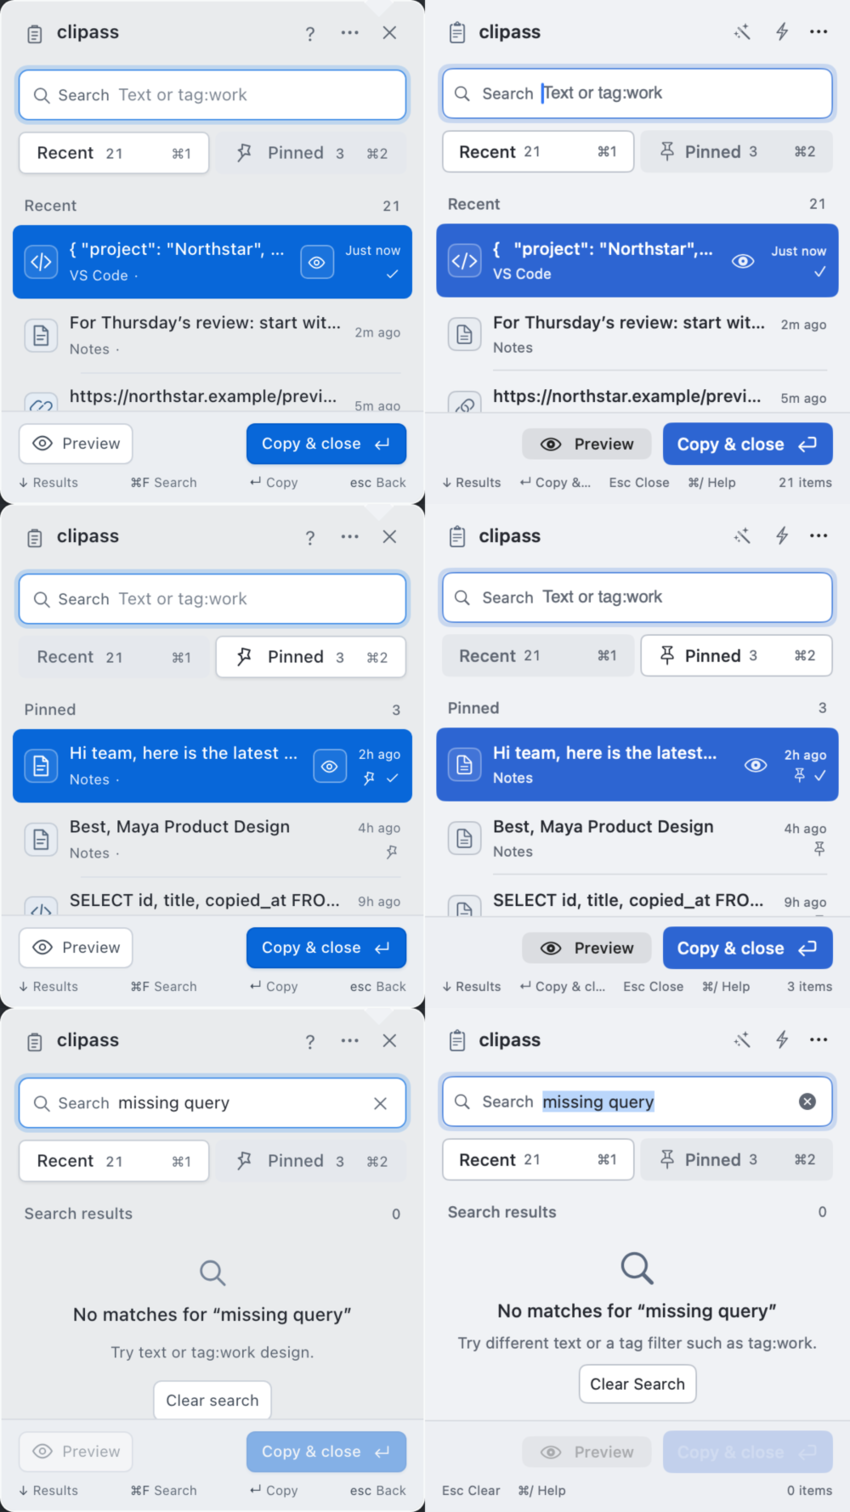 clipass ? ···
Search Text or tag:work
Recent 21 ⌘1 Pinned 3 ⌘2
Recent 21
{ "project": "Northstar", ... Just now
VS Code ·
For Thursday’s review: start wit... 2m ago
Notes ·
https://northstar.example/previ... 5m ago
Preview Copy & close
↓ Results ⌘F Search ↵ Copy esc Back
clipass ···
Search Text or tag:work
Recent 21 ⌘1 Pinned 3 ⌘2
Recent 21
{ "project": "Northstar",... Just now
VS Code
For Thursday’s review: start wit... 2m ago
Notes
https://northstar.example/previ... 5m ago
Preview Copy & close
↓ Results ↵ Copy &... Esc Close ⌘/ Help 21 items
clipass ? ···
Search Text or tag:work
Recent 21 ⌘1 Pinned 3 ⌘2
Pinned 3
Hi team, here is the latest ... 2h ago
Notes ·
Best, Maya Product Design 4h ago
Notes ·
SELECT id, title, copied_at FRO... 9h ago
Preview Copy & close
↓ Results ⌘F Search ↵ Copy esc Back
clipass ···
Search Text or tag:work
Recent 21 ⌘1 Pinned 3 ⌘2
Pinned 3
Hi team, here is the latest... 2h ago
Notes
Best, Maya Product Design 4h ago
Notes
SELECT id, title, copied_at FRO... 9h ago
Preview Copy & close
↓ Results ↵ Copy & cl... Esc Close ⌘/ Help 3 items
clipass ? ···
Search missing query
Recent 21 ⌘1 Pinned 3 ⌘2
Search results 0
No matches for “missing query”
Try text or tag:work design.
Clear search
Preview Copy & close
↓ Results ⌘F Search ↵ Copy esc Back
clipass ···
Search missing query
Recent 21 ⌘1 Pinned 3 ⌘2
Search results 0
No matches for “missing query”
Try different text or a tag filter such as tag:work.
Clear Search
Preview Copy & close
Esc Clear ⌘/ Help 0 items